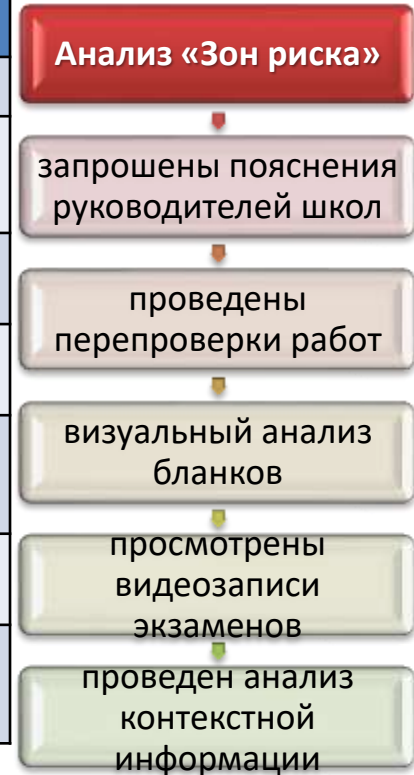 Анализ «Зон риска»
запрошены пояснения
руководителей школ
проведены
перепроверки работ
визуальный анализ
бланков
просмотрены
видеозаписи
экзаменов
проведен анализ
контекстной
информации